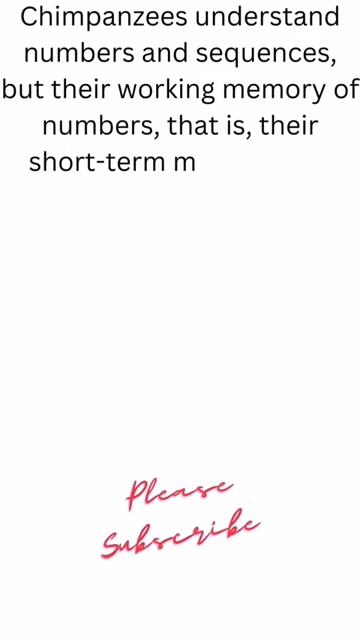 Chimpanzees understand
numbers and sequences,
but their working memory of
numbers, that is, their
short-term m
Please
Subscribe